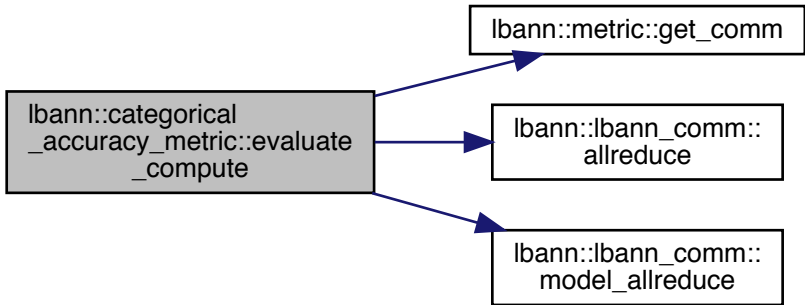 lbann::categorical
_accuracy_metric::evaluate
_compute
lbann::metric::get_comm
lbann::lbann_comm::
allreduce
lbann::lbann_comm::
model_allreduce